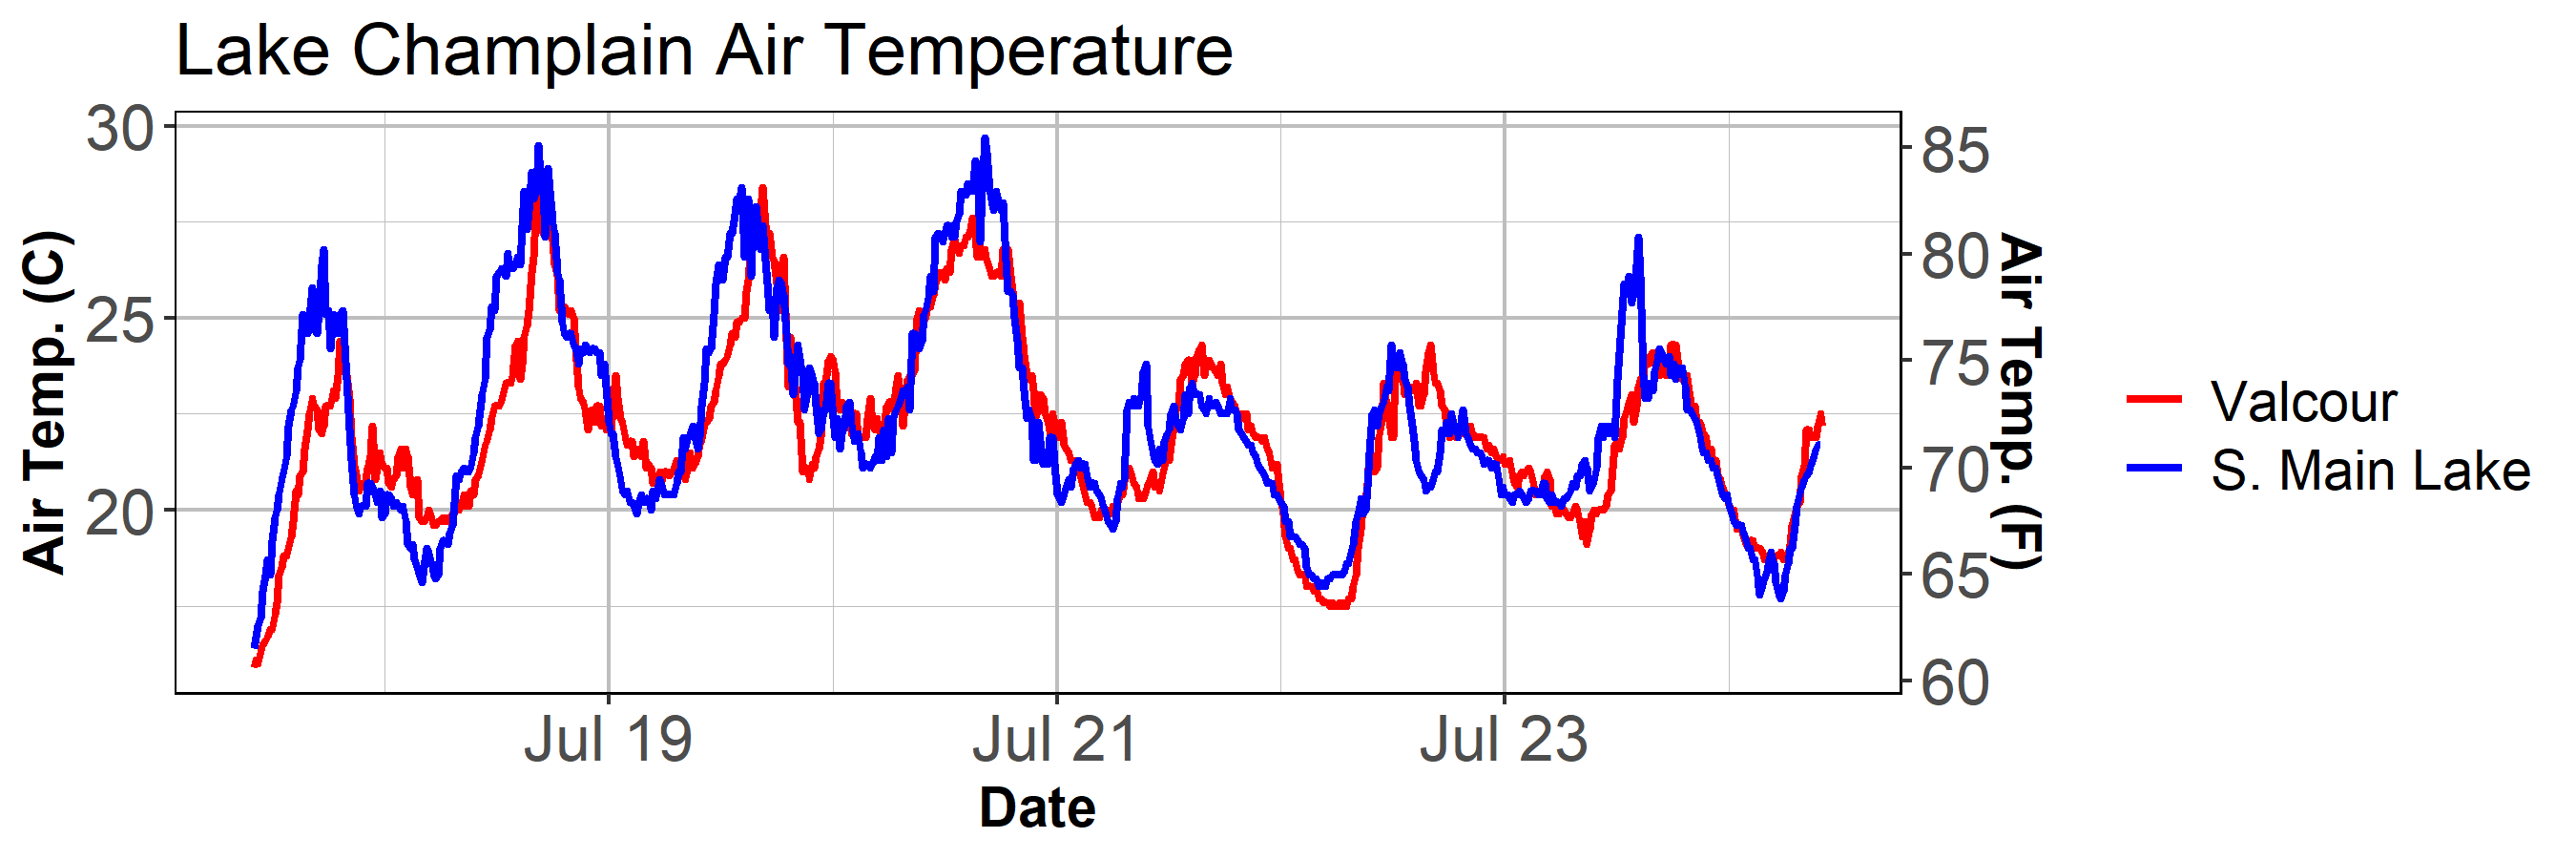 Lake Champlain Air Temperature
30
25
20
Air Temp. (C)
85
80
75
70
65
60
Air Temp. (F)
Jul 19
Jul 21
Jul 23
Date
Valcour
S. Main Lake